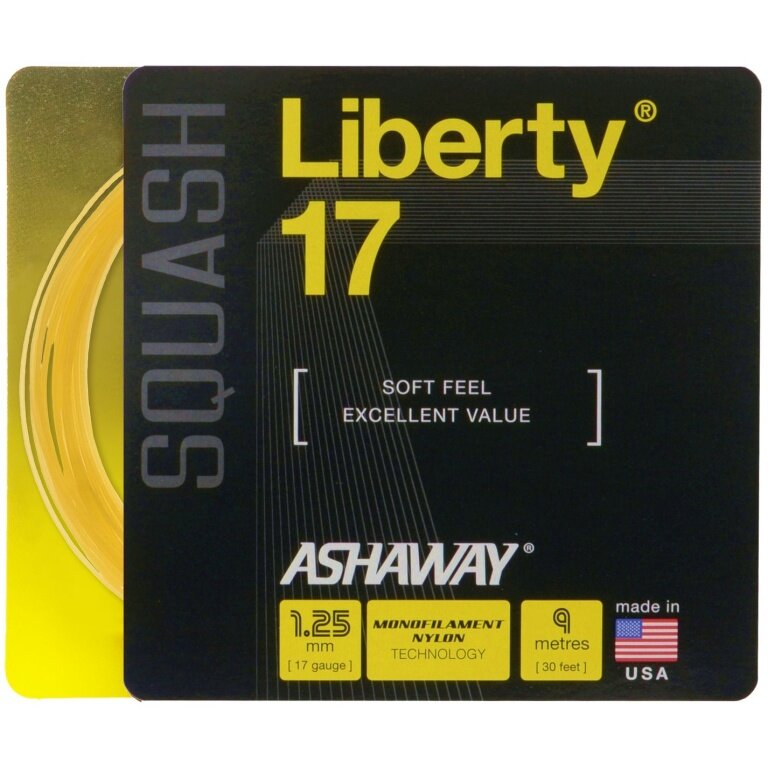 SQUASH
Liberty®
17
[ SOFT FEEL
EXCELLENT VALUE ]
ASHAWAY®
1.25
mm
[ 17 gauge ]
MONOFILAMENT
NYLON
TECHNOLOGY
9
metres
[ 30 feet ]
made in
USA